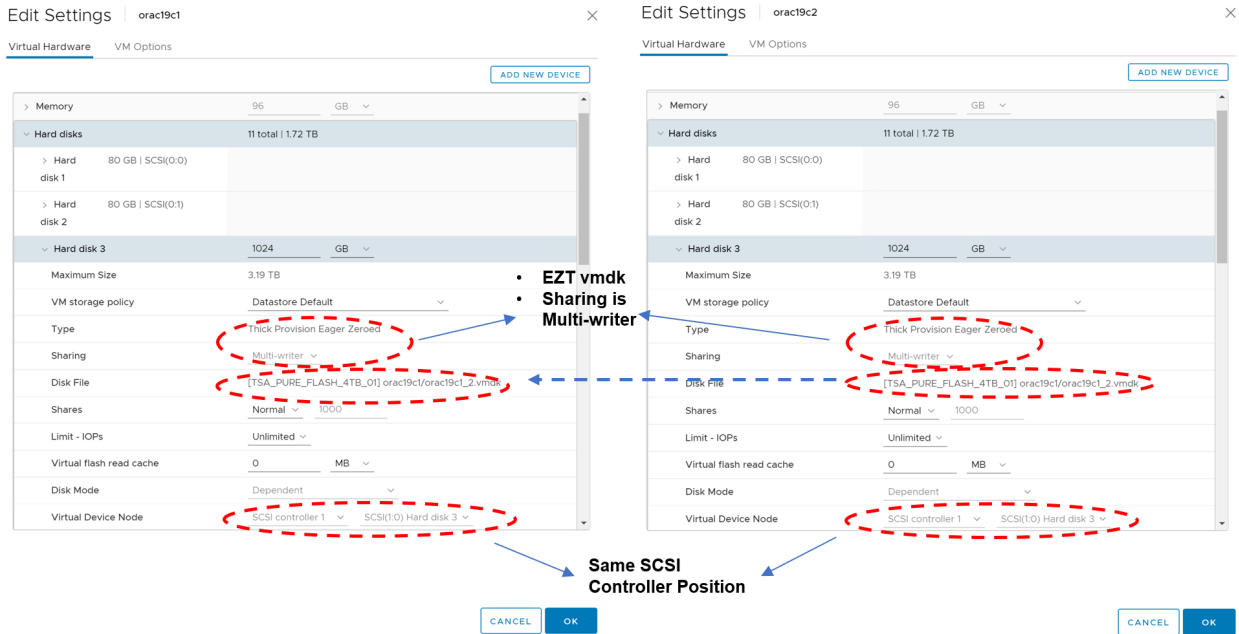 Edit Settings orac19c1
Virtual Hardware VM Options
ADD NEW DEVICE
Memory 96 GB
Hard disks 11 total | 1.72 TB
Hard 80 GB | SCSI(0:0)
disk 1
Hard 80 GB | SCSI(0:1)
disk 2
Hard disk 3 1024 GB
Maximum Size 3.19 TB
VM storage policy Datastore Default
Type Thick Provision Eager Zeroed
Sharing Multi-writer
Disk File [TSA_PURE_FLASH_4TB_01] orac19c1/orac19c1_2.vmdk
Shares Normal 1000
Limit - IOPs Unlimited
Virtual flash read cache 0 MB
Disk Mode Dependent
Virtual Device Node SCSI controller 1 SCSI(1:0) Hard disk 3
CANCEL OK
• EZT vmdk
• Sharing is
Multi-writer
Same SCSI
Controller Position
Edit Settings orac19c2
Virtual Hardware VM Options
ADD NEW DEVICE
Memory 96 GB
Hard disks 11 total | 1.72 TB
Hard 80 GB | SCSI(0:0)
disk 1
Hard 80 GB | SCSI(0:1)
disk 2
Hard disk 3 1024 GB
Maximum Size 3.19 TB
VM storage policy Datastore Default
Type Thick Provision Eager Zeroed
Sharing Multi-writer
Disk File [TSA_PURE_FLASH_4TB_01] orac19c1/orac19c1_2.vmdk
Shares Normal 1000
Limit - IOPs Unlimited
Virtual flash read cache 0 MB
Disk Mode Dependent
Virtual Device Node SCSI controller 1 SCSI(1:0) Hard disk 3
CANCEL OK